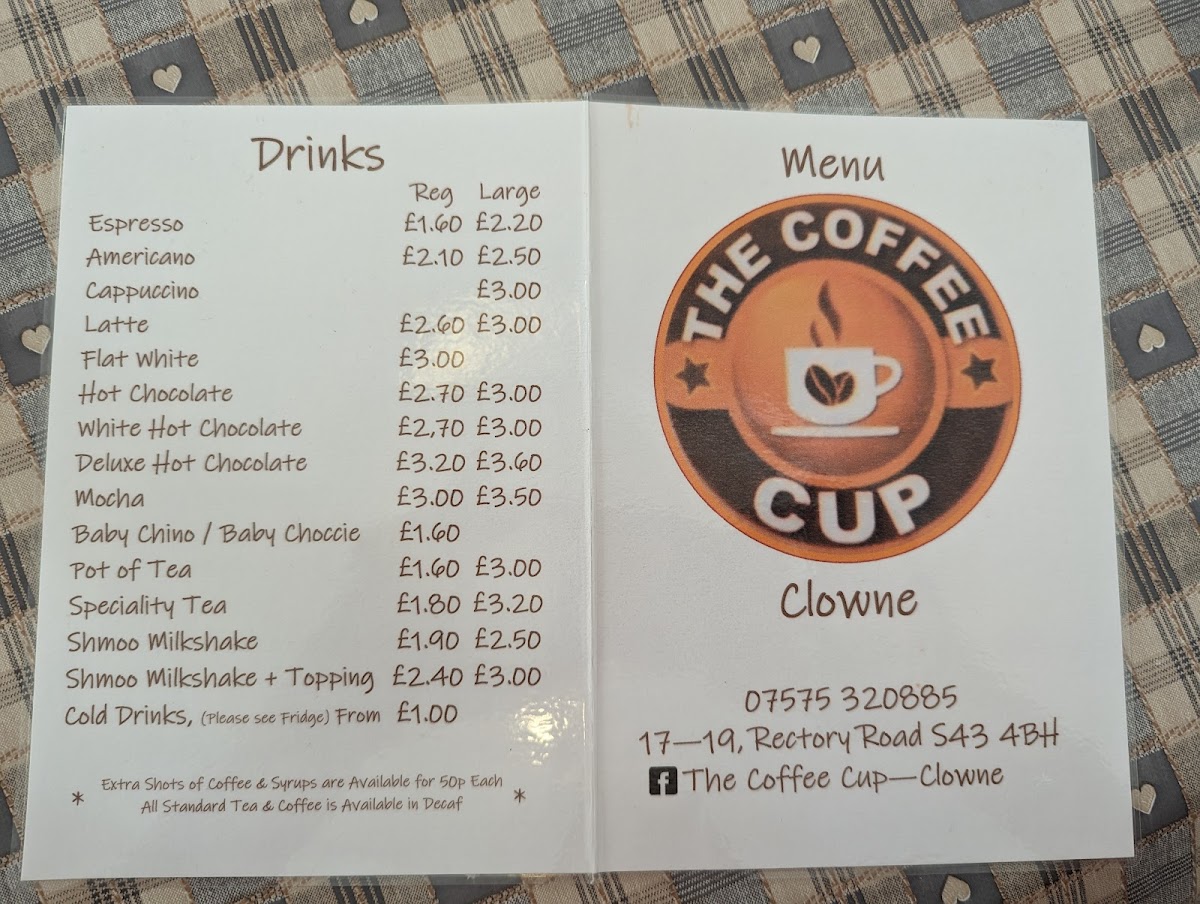 Drinks
Reg Large
Espresso £1.60 £2.20
Americano £2.10 £2.50
Cappuccino £3.00
Latte £2.60 £3.00
Flat White £3.00
Hot Chocolate £2.70 £3.00
White Hot Chocolate £2,70 £3.00
Deluxe Hot Chocolate £3.20 £3.60
Mocha £3.00 £3.50
Baby Chino / Baby Choccie £1.60
Pot of Tea £1.60 £3.00
Speciality Tea £1.80 £3.20
Shmoo Milkshake £1.90 £2.50
Shmoo Milkshake + Topping £2.40 £3.00
Cold Drinks, (Please see Fridge) From £1.00
Extra Shots of Coffee & Syrups are Available for 50p Each
* All Standard Tea & Coffee is Available in Decaf *
Menu
THE COFFEE
CUP
Clowne
07575 320885
17—19, Rectory Road S43 4BH
f The Coffee Cup—Clowne